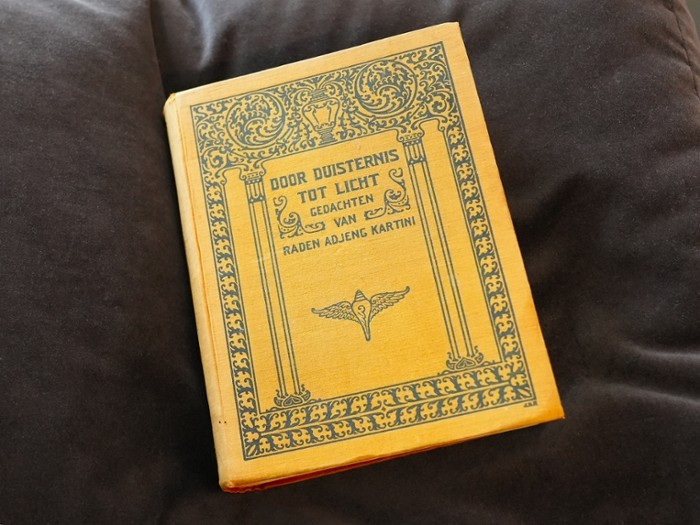 DOOR DUISTERNIS
TOT LICHT
GEDACHTEN
VAN
RADEN ADJENG KARTINI